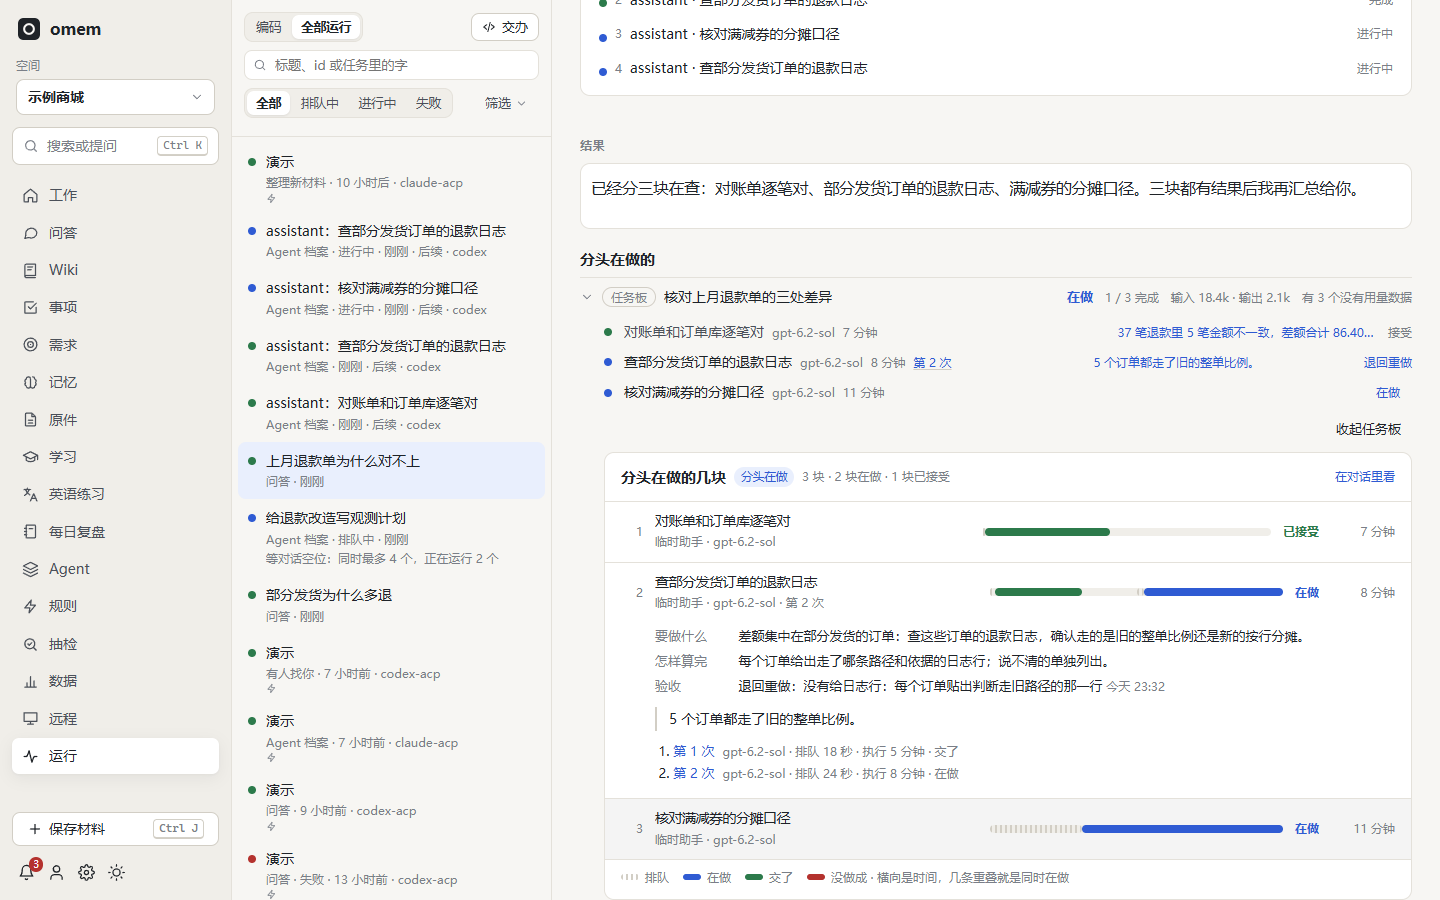 omem
空间
示例商城
搜索或提问 Ctrl K
工作
问答
Wiki
事项
需求
记忆
原件
学习
英语练习
每日复盘
Agent
规则
抽检
数据
远程
运行
保存材料 Ctrl J
3
编码 全部运行 交办
标题、id 或任务里的字
全部 排队中 进行中 失败 筛选
演示
整理新材料 · 10 小时后 · claude-acp
assistant：查部分发货订单的退款日志
Agent 档案 · 进行中 · 刚刚 · 后续 · codex
assistant：核对满减券的分摊口径
Agent 档案 · 进行中 · 刚刚 · 后续 · codex
assistant：查部分发货订单的退款日志
Agent 档案 · 刚刚 · 后续 · codex
assistant：对账单和订单库逐笔对
Agent 档案 · 刚刚 · 后续 · codex
上月退款单为什么对不上
问答 · 刚刚
给退款改造写观测计划
Agent 档案 · 排队中 · 刚刚
等对话空位：同时最多 4 个，正在运行 2 个
部分发货为什么多退
问答 · 刚刚
演示
有人找你 · 7 小时前 · codex-acp
演示
Agent 档案 · 7 小时前 · claude-acp
演示
问答 · 9 小时前 · codex-acp
演示
问答 · 失败 · 13 小时前 · codex-acp
2 assistant · 查部分发货订单的退款日志 完成
3 assistant · 核对满减券的分摊口径 进行中
4 assistant · 查部分发货订单的退款日志 进行中
结果
已经分三块在查：对账单逐笔对、部分发货订单的退款日志、满减券的分摊口径。三块都有结果后我再汇总给你。
分头在做的
任务板 核对上月退款单的三处差异 在做 1 / 3 完成 输入 18.4k · 输出 2.1k 有 3 个没有用量数据
对账单和订单库逐笔对 gpt-6.2-sol 7 分钟 37 笔退款里 5 笔金额不一致，差额合计 86.40... 接受
查部分发货订单的退款日志 gpt-6.2-sol 8 分钟 第 2 次 5 个订单都走了旧的整单比例。 退回重做
核对满减券的分摊口径 gpt-6.2-sol 11 分钟 在做
收起任务板
分头在做的几块 分头在做 3 块 · 2 块在做 · 1 块已接受 在对话里看
1 对账单和订单库逐笔对 已接受 7 分钟
临时助手 · gpt-6.2-sol
2 查部分发货订单的退款日志 在做 8 分钟
临时助手 · gpt-6.2-sol · 第 2 次
要做什么 差额集中在部分发货的订单：查这些订单的退款日志，确认走的是旧的整单比例还是新的按行分摊。
怎样算完 每个订单给出走了哪条路径和依据的日志行；说不清的单独列出。
验收 退回重做：没有给日志行：每个订单贴出判断走旧路径的那一行 今天 23:32
5 个订单都走了旧的整单比例。
1. 第 1 次 gpt-6.2-sol · 排队 18 秒 · 执行 5 分钟 · 交了
2. 第 2 次 gpt-6.2-sol · 排队 24 秒 · 执行 8 分钟 · 在做
3 核对满减券的分摊口径 在做 11 分钟
临时助手 · gpt-6.2-sol
排队 在做 交了 没做成 · 横向是时间，几条重叠就是同时在做